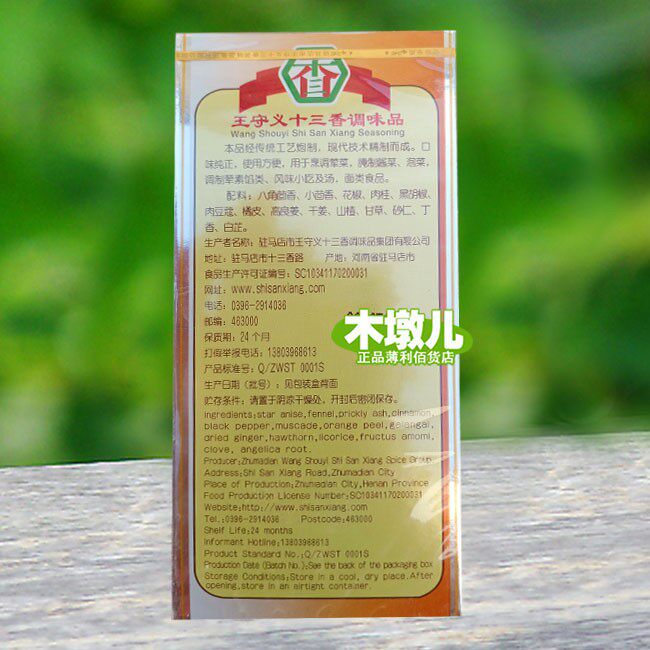 王守义十三香调味品
Wang Shouyi Shi San Xiang Seasoning
本品经传统工艺炮制，现代技术精制而成。口
味纯正，使用方便，用于烹调荤菜，腌制酱菜、泡菜，
调制荤素馅类、风味小吃及汤，面类食品。
配料：八角茴香、小茴香、花椒、肉桂、黑胡椒、
肉豆蔻、橘皮、高良姜、干姜、山楂、甘草、砂仁、丁
香、白芷。
生产者名称：驻马店市王守义十三香调味品集团有限公司
地址：驻马店市十三香路 产地：河南省驻马店市
食品生产许可证编号：SC10341170200031
网址：www.shisanxiang.com
电话：0396-2914036
邮编：463000
保质期：24个月
打假举报电话：13803968613
产品标准号：Q/ZWST 0001S
生产日期（批号）：见包装盒背面
贮存条件：请置于阴凉干燥处，开封后密闭保存。
木墩儿
正品薄利佰货店
ingredients:star anise,fennel,prickly ash,cinnamon,
black pepper,muscade,orange peel,galangal,
dried ginger,hawthorn,licorice,fructus amomi,
clove, angelica root.
Producer:Zhumadian Wang Shouyi Shi San Xiang Spice Group
Address:Shi San Xiang Road,Zhumadian City
Place of Production:Zhumadian City,Henan Province
Food Production License Number:SC10341170200031
Website:http://www.shisanxiang.com
Tel.:0396-2914036 Postcode:463000
Shelf Life:24 months
Informant Hotline:13803968613
Product Standard No.:Q/ZWST 0001S
Production Date (Batch No.):See the back of the packaging box
Storage Conditions:Store in a cool, dry place.After
opening,store in an airtight container.